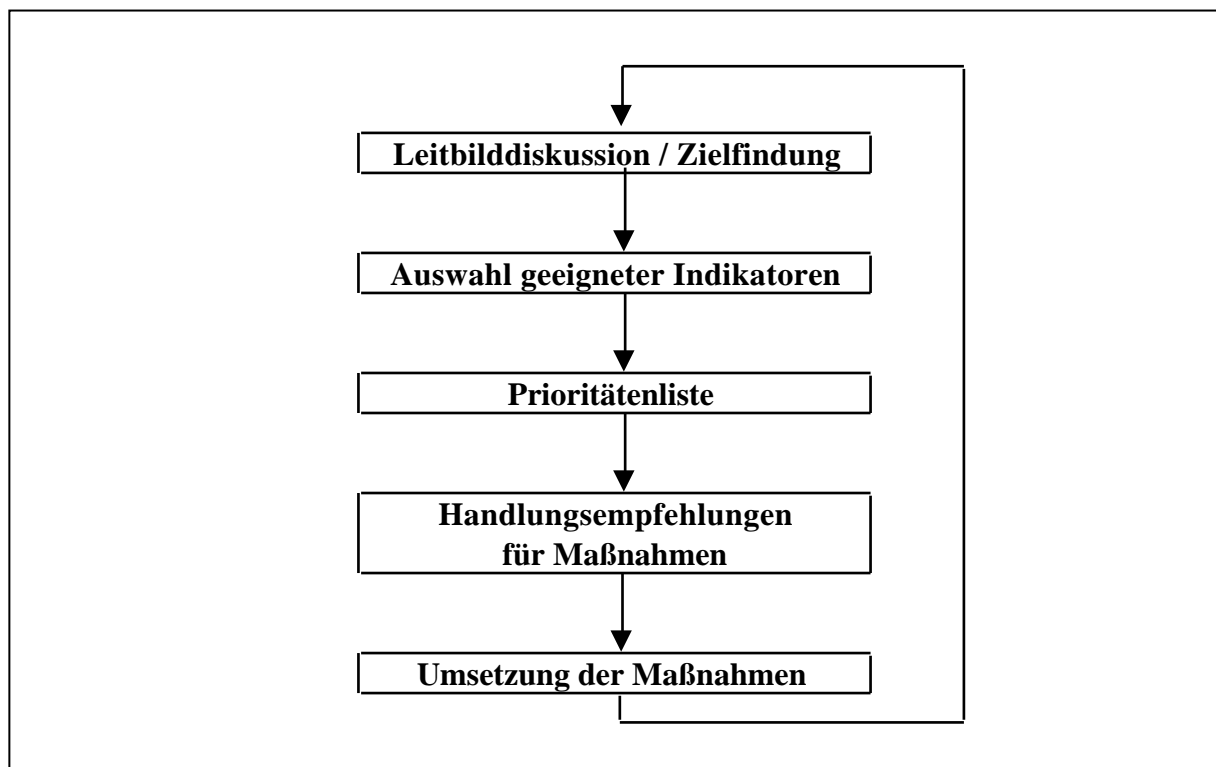 Leitbilddiskussion / Zielfindung
Auswahl geeigneter Indikatoren
Prioritätenliste
Handlungsempfehlungen
für Maßnahmen
Umsetzung der Maßnahmen